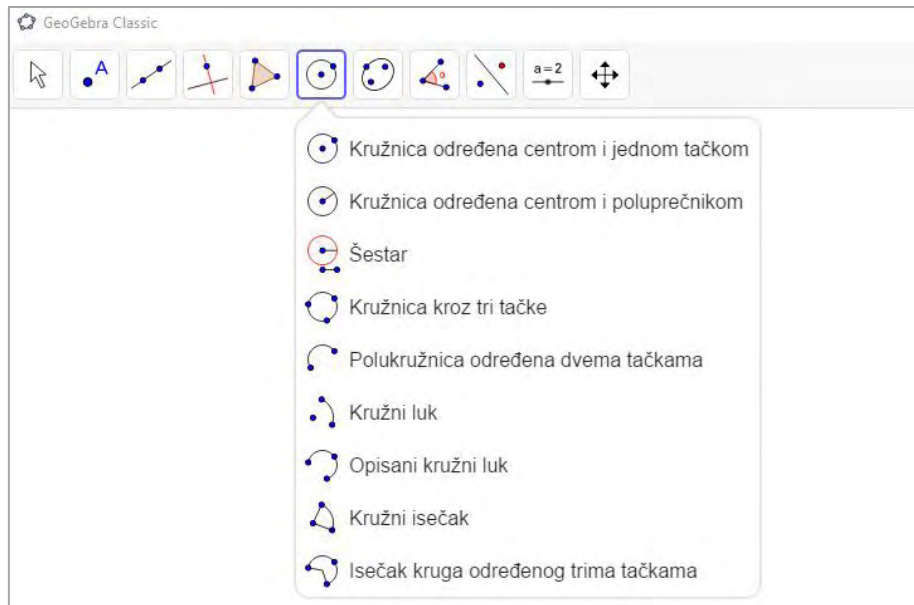 GeoGebra Classic
A
α
a=2
Kružnica određena centrom i jednom tačkom
Kružnica određena centrom i poluprečnikom
Šestar
Kružnica kroz tri tačke
Polukružnica određena dvema tačkama
Kružni luk
Opisani kružni luk
Kružni isečak
Isečak kruga određenog trima tačkama